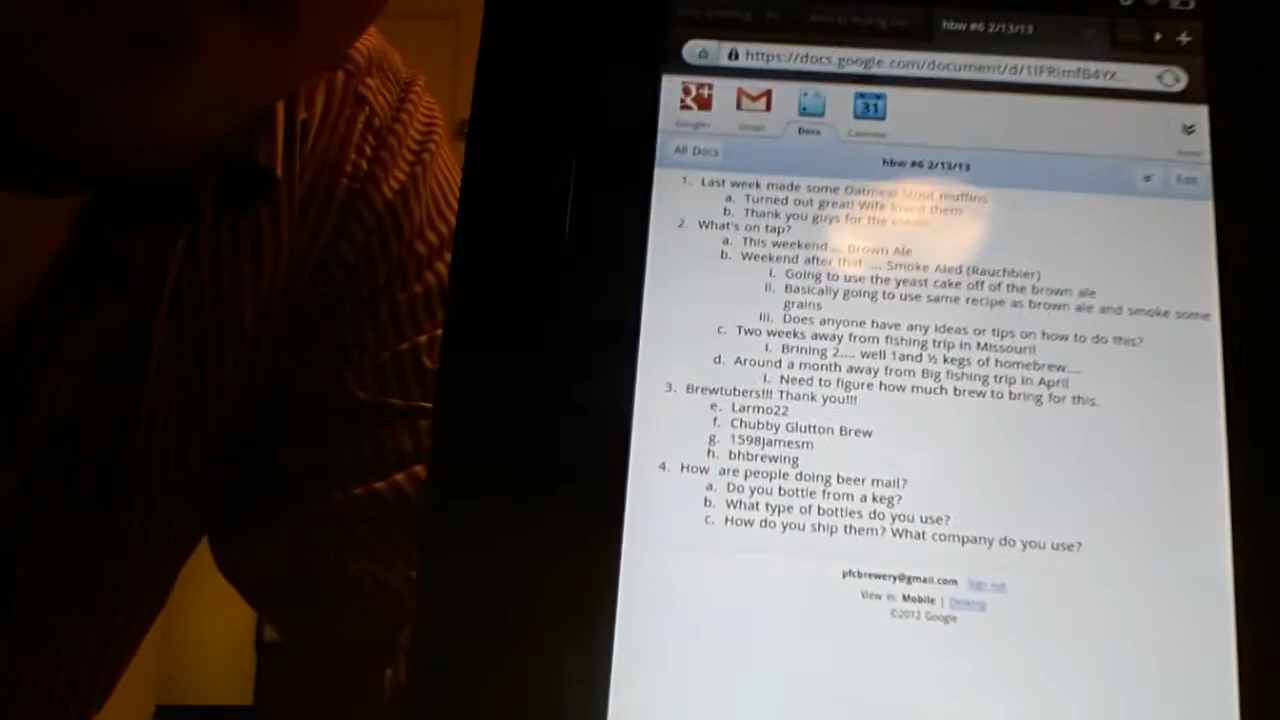 hbw #6 2/13/13
https://docs.google.com/document/d/
g+ 31
Google+ Gmail Docs Calendar
All Docs hbw #6 2/13/13 Edit
1. Last week made some Oatmeal Stout muffins
a. Turned out great! Wife loved them
b. Thank you guys for the
2. What's on tap?
a. This weekend ... Brown Ale
b. Weekend after that .... Smoke Aled (Rauchbier)
i. Going to use the yeast cake off of the brown ale
ii. Basically going to use same recipe as brown ale and smoke some
grains
iii. Does anyone have any ideas or tips on how to do this?
c. Two weeks away from fishing trip in Missouri!
i. Brining 2.... well 1and ½ kegs of homebrew....
d. Around a month away from Big fishing trip in April
i. Need to figure how much brew to bring for this.
3. Brewtubers!!! Thank you!!!
e. Larmo22
f. Chubby Glutton Brew
g. 1598Jamesm
h. bhbrewing
4. How are people doing beer mail?
a. Do you bottle from a keg?
b. What type of bottles do you use?
c. How do you ship them? What company do you use?
pfcbrewery@gmail.com Sign out
View in: Mobile | Desktop
©2012 Google